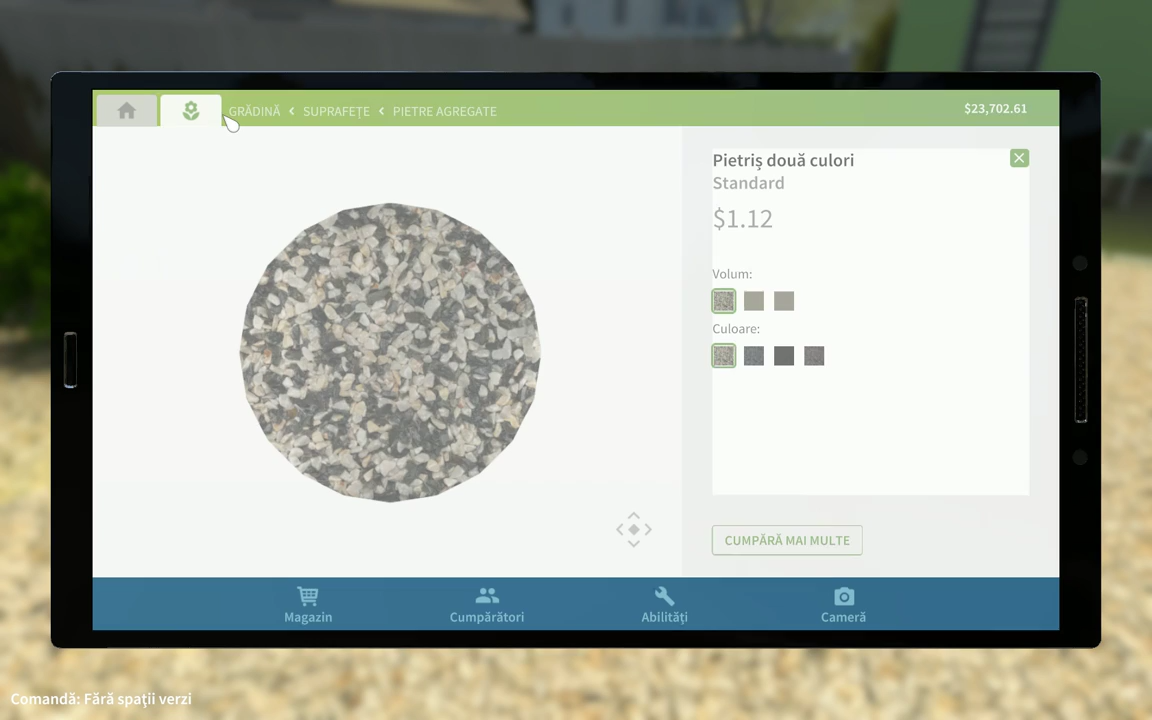 GRĂDINĂ < SUPRAFEȚE < PIETRE AGREGATE
$23,702.61
Pietriș două culori
Standard
$1.12
Volum:
Culoare:
CUMPĂRĂ MAI MULTE
Magazin
Cumpărători
Abilități
Cameră
Comandă: Fără spații verzi